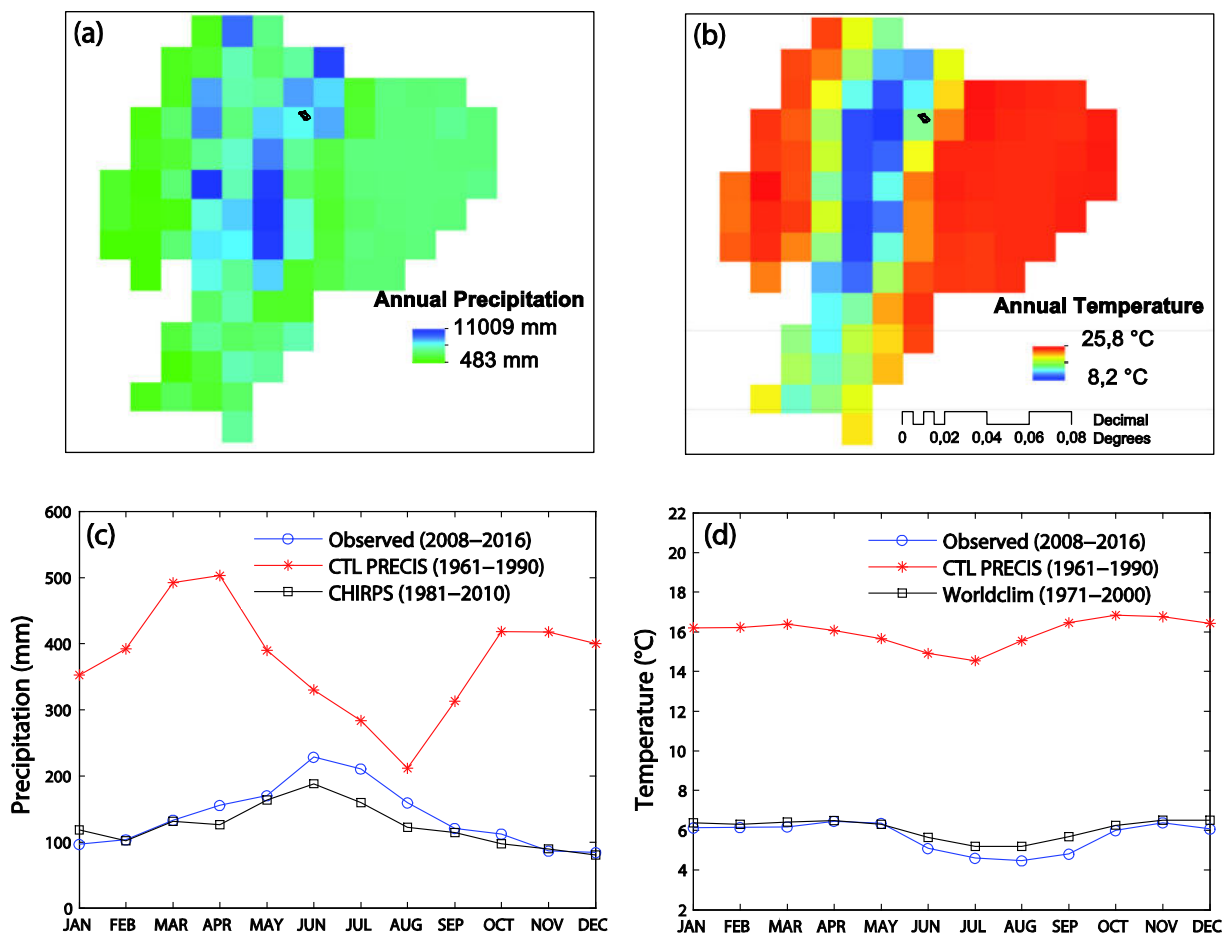 (a)
Annual Precipitation
11009 mm
483 mm
(b)
Annual Temperature
25,8 °C
8,2 °C
Decimal
Degrees
0 0,02 0,04 0,06 0,08
(c)
Observed (2008–2016)
CTL PRECIS (1961–1990)
CHIRPS (1981–2010)
Precipitation (mm)
600
500
400
300
200
100
0
JAN FEB MAR APR MAY JUN JUL AUG SEP OCT NOV DEC
(d)
Observed (2008–2016)
CTL PRECIS (1961–1990)
Worldclim (1971–2000)
Temperature (°C)
22
20
18
16
14
12
10
8
6
4
2
JAN FEB MAR APR MAY JUN JUL AUG SEP OCT NOV DEC